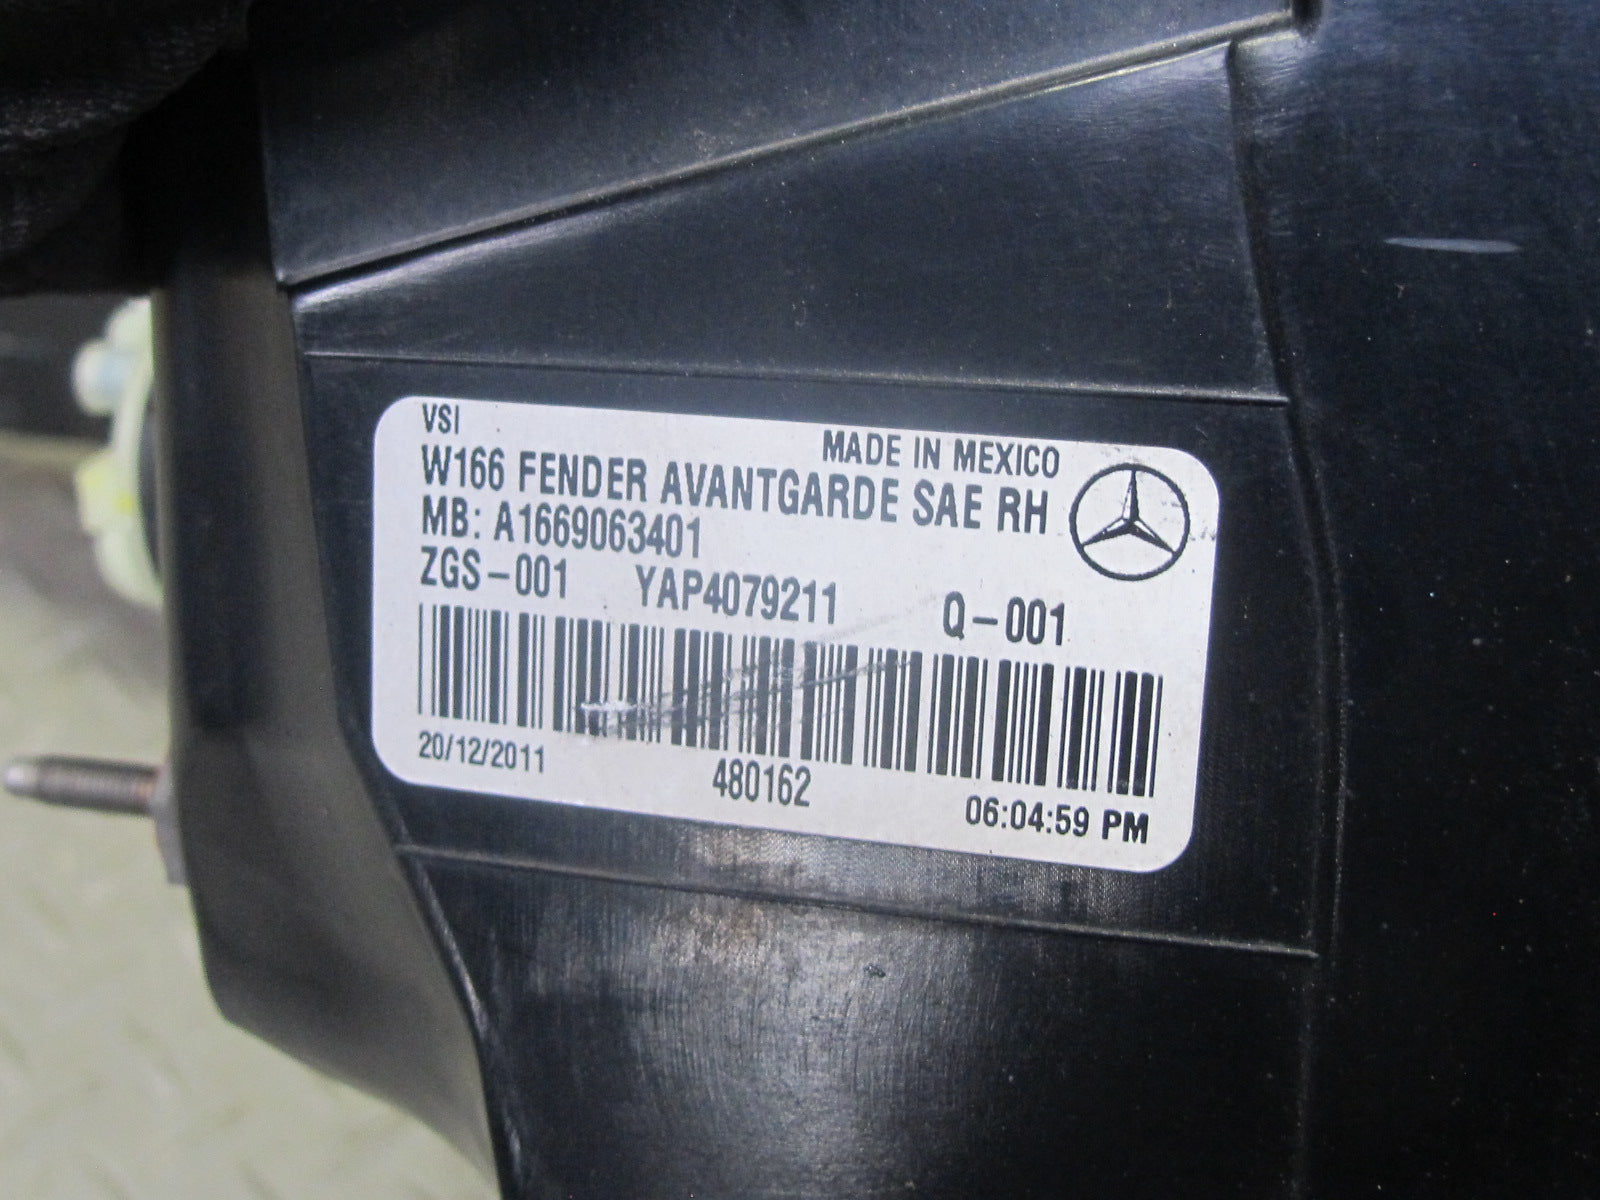 VSI
MADE IN MEXICO
W166 FENDER AVANTGARDE SAE RH
MB: A1669063401
ZGS-001 YAP4079211 Q-001
20/12/2011 480162 06:04:59 PM